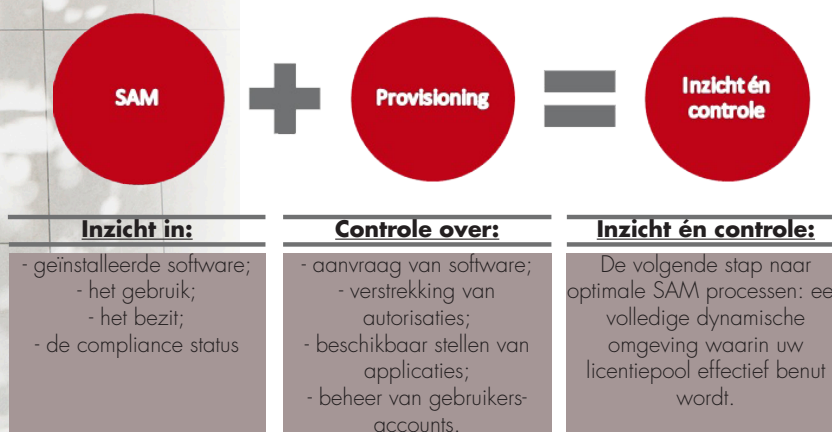 SAM
Provisioning
Inzicht én
controle
Inzicht in:
- geïnstalleerde software;
- het gebruik;
- het bezit;
- de compliance status
Controle over:
- aanvraag van software;
- verstrekking van
autorisaties;
- beschikbaar stellen van
applicaties;
- beheer van gebruikers-
accounts.
Inzicht én controle:
De volgende stap naar
optimale SAM processen: ee
volledige dynamische
omgeving waarin uw
licentiepool effectief benut
wordt.